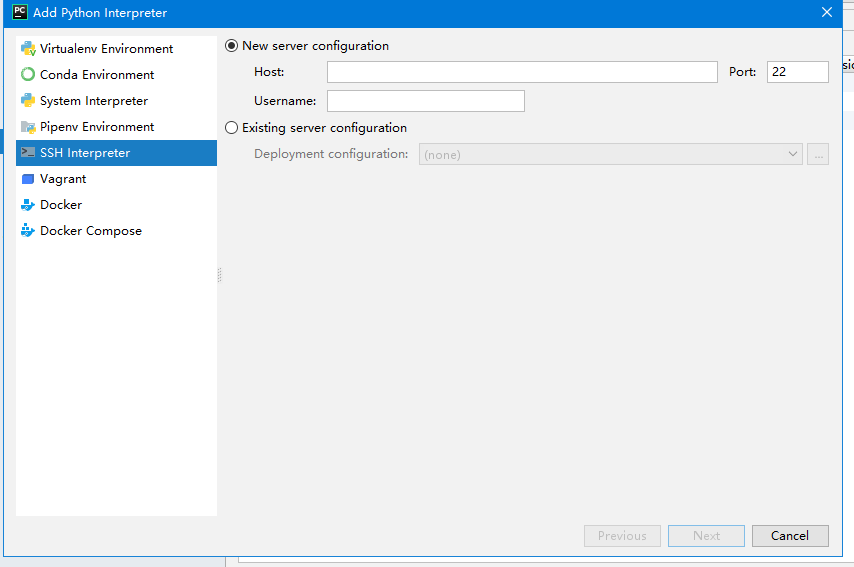 PC Add Python Interpreter
Virtualenv Environment
Conda Environment
System Interpreter
Pipenv Environment
SSH Interpreter
Vagrant
Docker
Docker Compose
New server configuration
Host: Port: 22
Username:
Existing server configuration
Deployment configuration: (none) ...
Previous Next Cancel